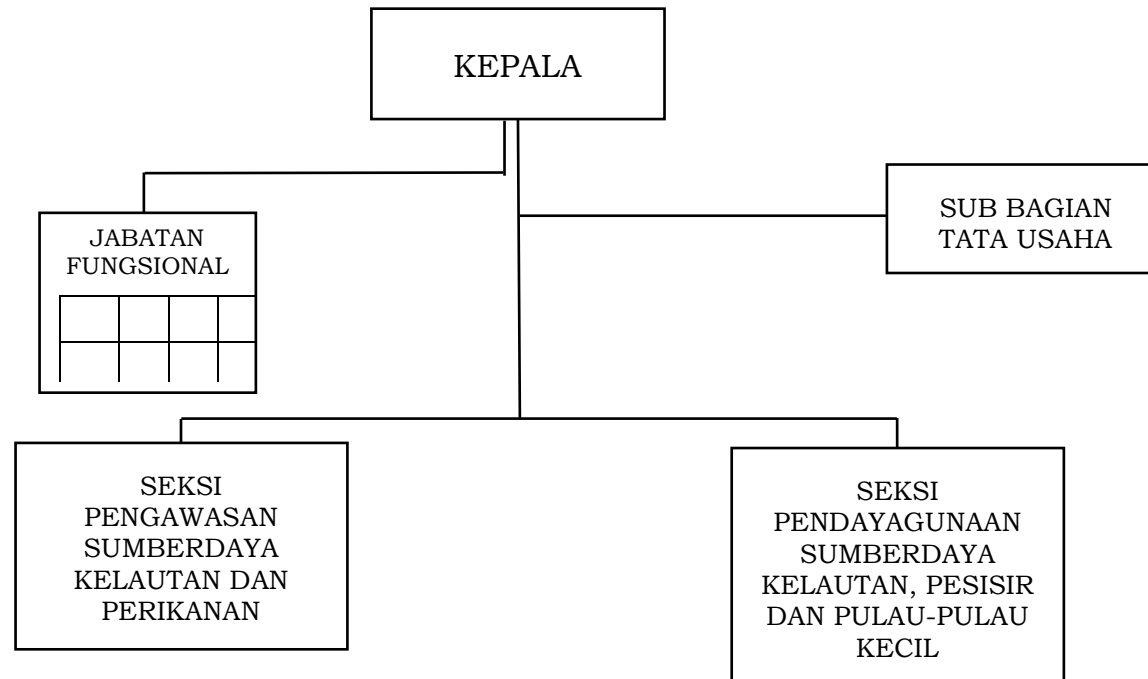 KEPALA
JABATAN
FUNGSIONAL
SUB BAGIAN
TATA USAHA
SEKSI
PENGAWASAN
SUMBERDAYA
KELAUTAN DAN
PERIKANAN
SEKSI
PENDAYAGUNAAN
SUMBERDAYA
KELAUTAN, PESISIR
DAN PULAU-PULAU
KECIL